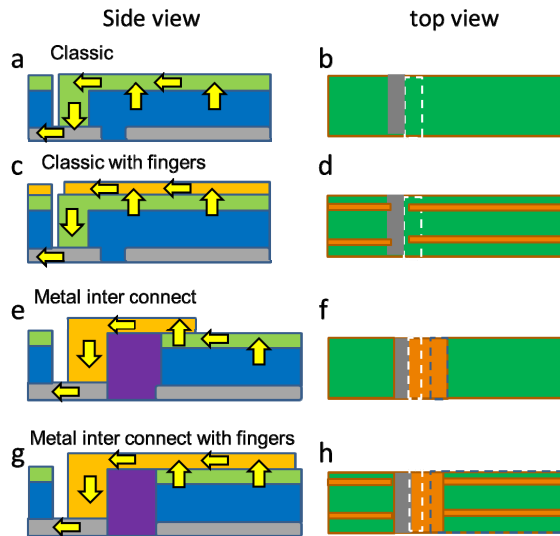 Side view
top view
Classic
a
b
Classic with fingers
c
d
Metal inter connect
e
f
Metal inter connect with fingers
g
h